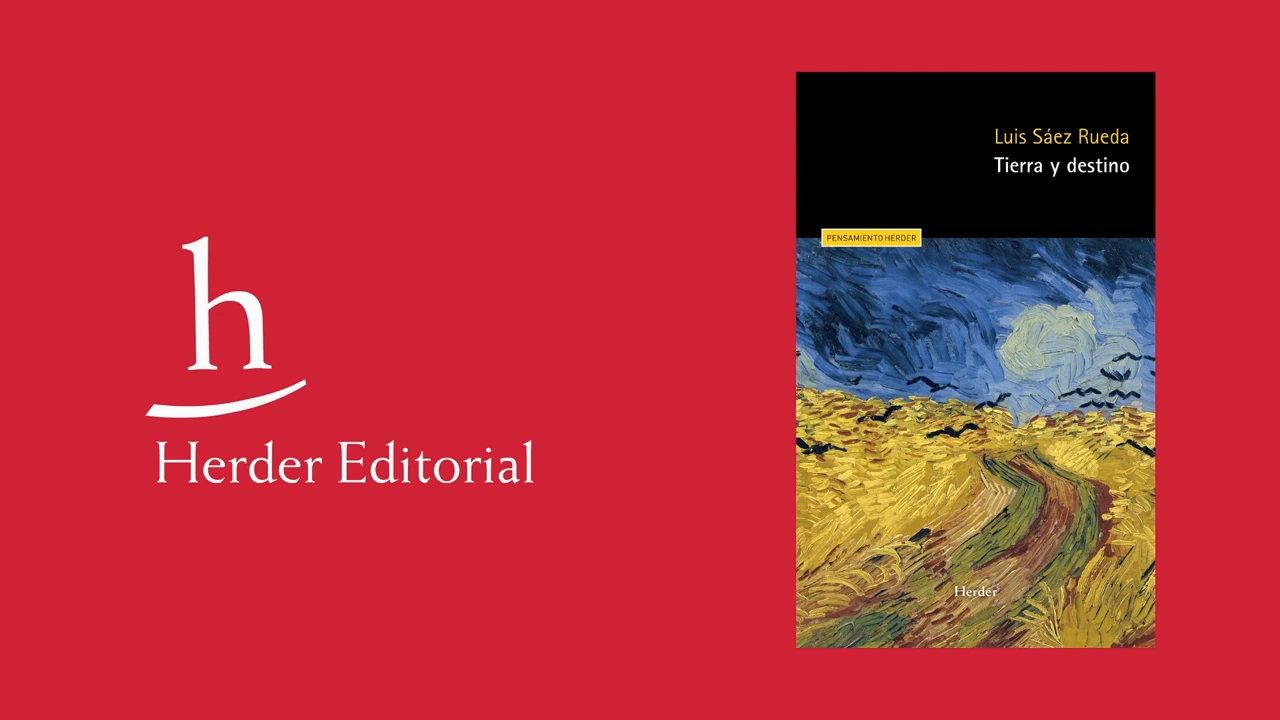 h
Herder Editorial
Luis Sáez Rueda
Tierra y destino
PENSAMIENTO HERDER
Herder